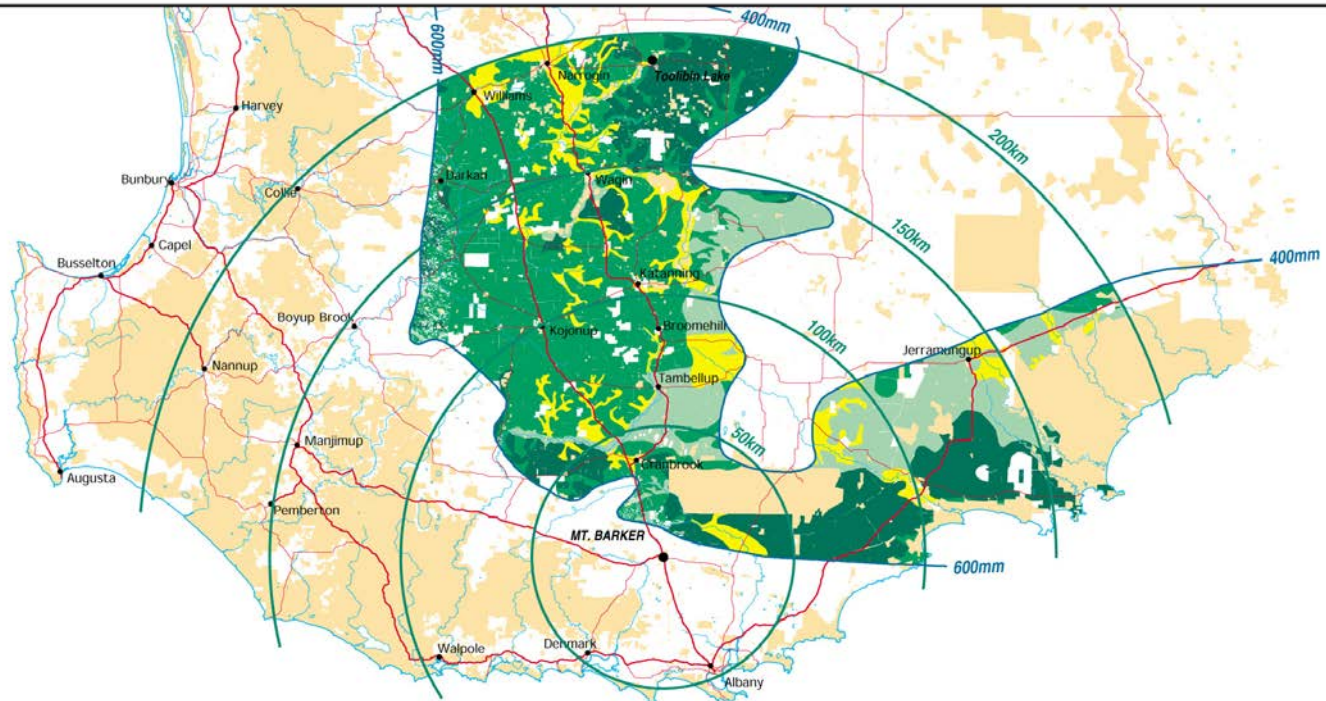 600mm
400mm
Narrogin
Toolibin Lake
Williams
Harvey
200km
Bunbury
Collie
Darkan
Wagin
150km
Capel
Busselton
400mm
Katanning
Boyup Brook
Kojonup
Broomehill
100km
Jerramungup
Nannup
Tambellup
50km
Manjimup
Cranbrook
Augusta
Pemberton
MT. BARKER
600mm
Walpole
Denmark
Albany